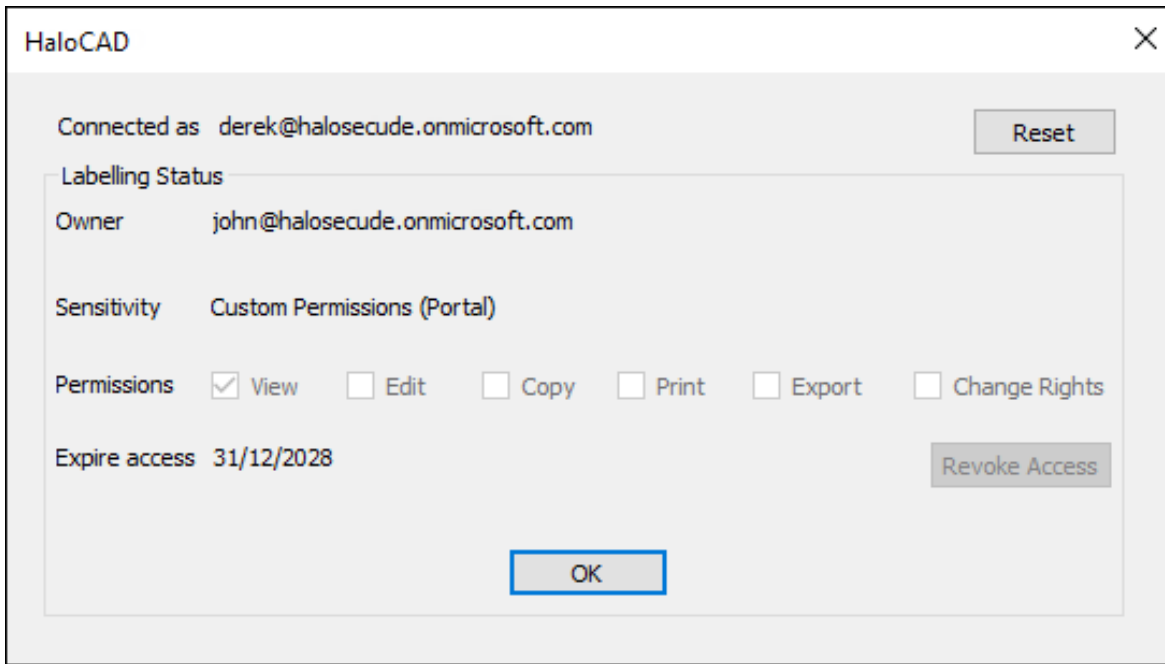 HaloCAD
Connected as derek@halosecude.onmicrosoft.com
Reset
Labelling Status
Owner john@halosecude.onmicrosoft.com
Sensitivity Custom Permissions (Portal)
Permissions View Edit Copy Print Export Change Rights
Expire access 31/12/2028
Revoke Access
OK